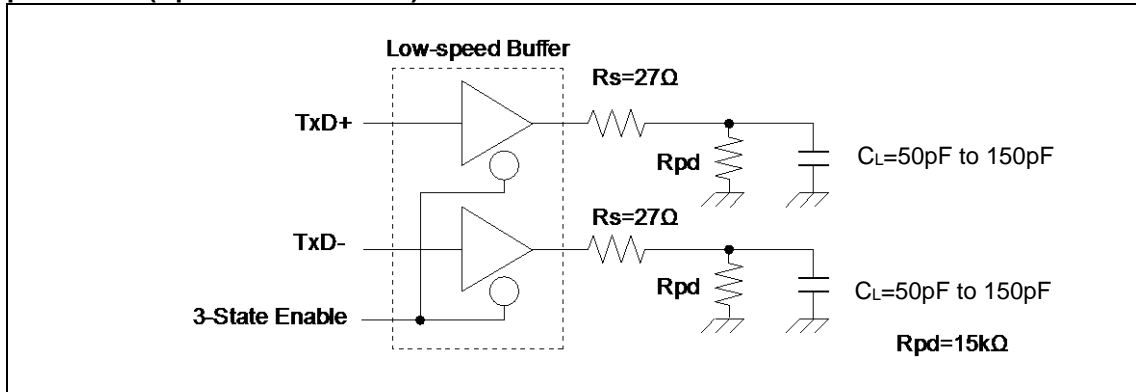 Low-speed Buffer
Rs=27Ω
TxD+
Rpd
CL=50pF to 150pF
Rs=27Ω
TxD-
Rpd
CL=50pF to 150pF
3-State Enable
Rpd=15kΩ